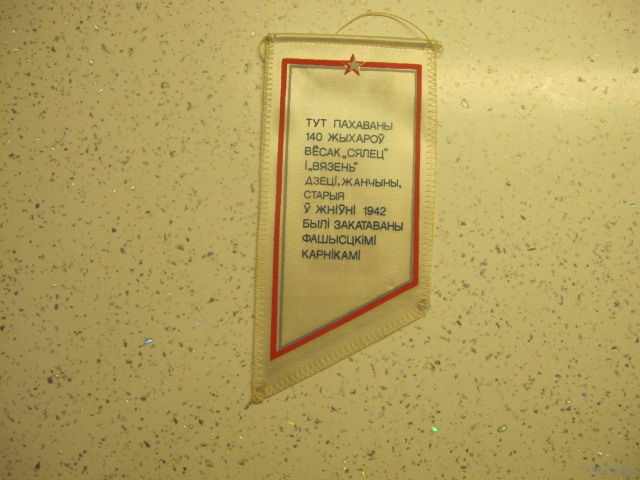 ТУТ ПАХАВАНЫ
140 ЖЫХАРОЎ
ВЁСАК „СЯЛЕЦ"
І „ВЯЗЕНЬ"
ДЗЕЦІ, ЖАНЧЫНЫ,
СТАРЫЯ
Ў ЖНІЎНІ 1942
БЫЛІ ЗАКАТАВАНЫ
ФАШЫСЦКІМІ
КАРНІКАМІ